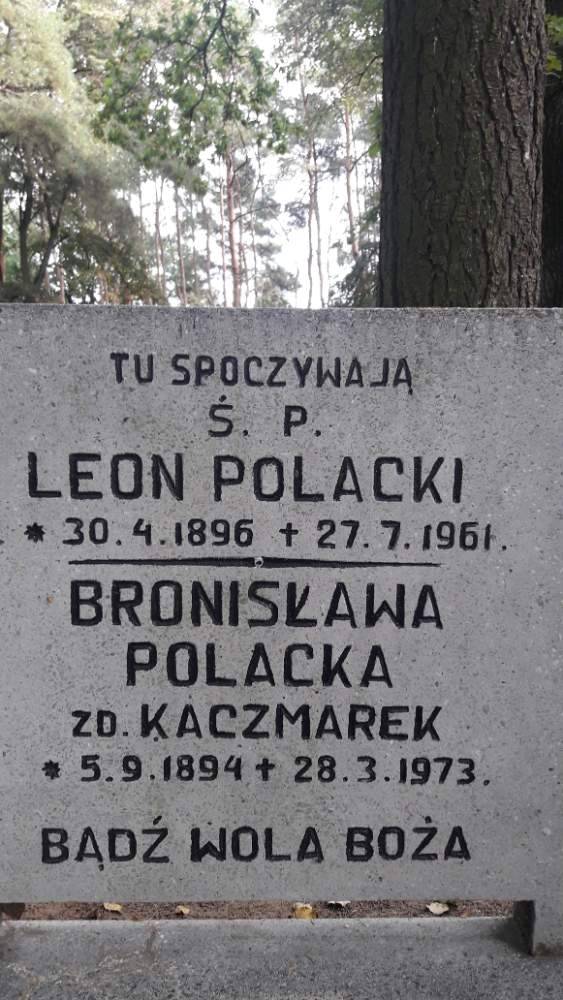 TU SPOCZYWAJĄ
Ś. P.
LEON POLACKI
* 30.4.1896 + 27.7.1961.
BRONISŁAWA
POLACKA
ZD. KACZMAREK
* 5.9.1894 + 28.3.1973.
BĄDŹ WOLA BOŻA